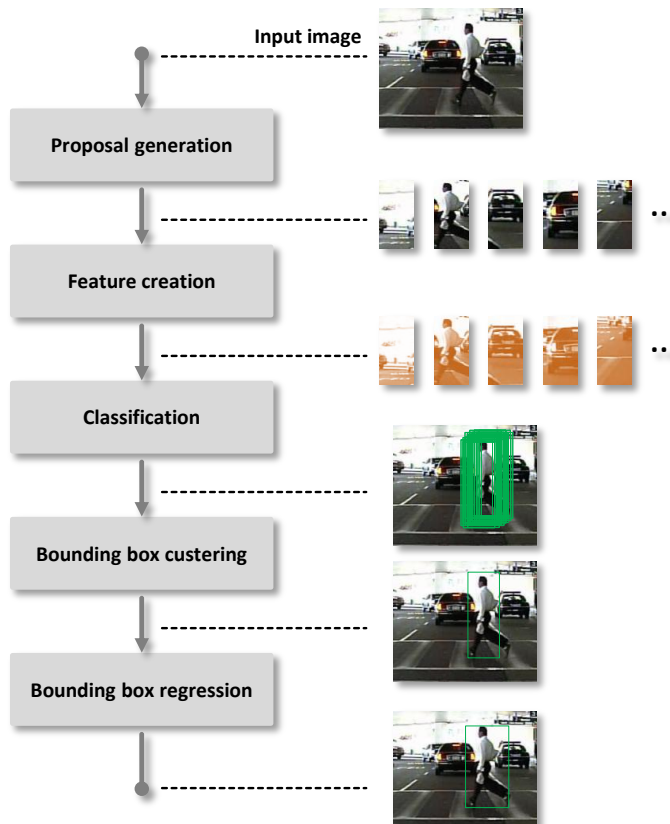 Input image
Proposal generation
...
Feature creation
...
Classification
Bounding box custering
Bounding box regression